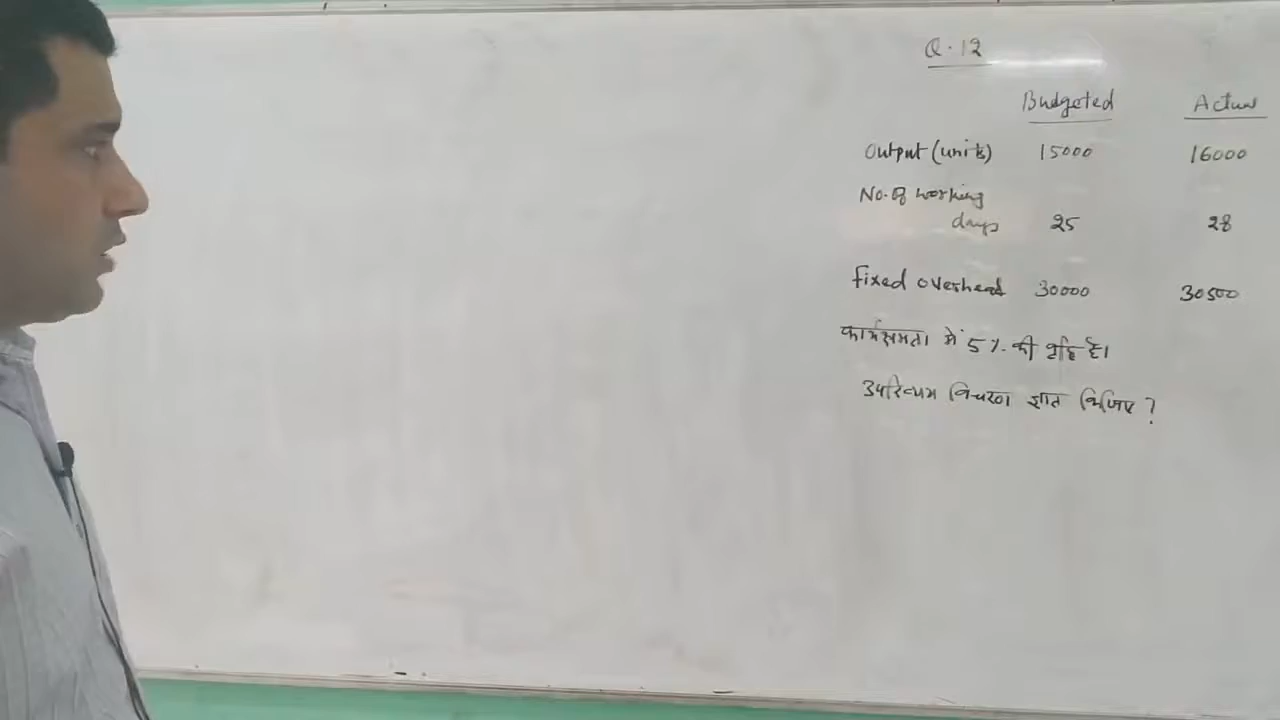 Q.12
Budgeted Actual
Output (units) 15000 16000
No. of working
days 25 28
Fixed overhead 30000 30500
कार्यक्षमता में 5% की वृद्धि है।
उपरिव्यय विचरण ज्ञात किजिए ?